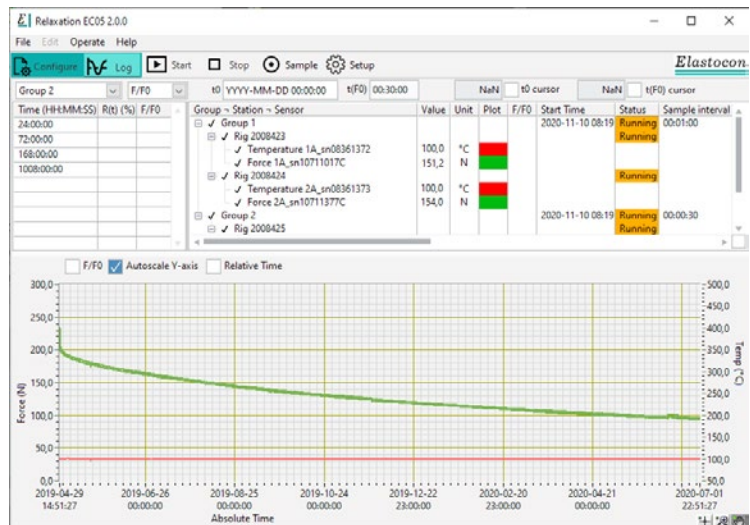 Relaxation EC05 2.0.0
File Edit Operate Help
Configure Log Start Stop Sample Setup Elastocon
Group 2 F/F0 t0 YYYY-MM-DD 00:00:00 t(F0) 00:30:00 NaN t0 cursor NaN t(F0) cursor
Time (HH:MM:SS) R(t) (%) F/F0 Group ¬ Station ¬ Sensor Value Unit Plot F/F0 Start Time Status Sample interval
24:00:00 Group 1 2020-11-10 08:19 Running 00:01:00
72:00:00 Rig 2008423 Running
168:00:00 Temperature 1A_sn08361372 100,0 °C
1008:00:00 Force 1A_sn10711017C 151,2 N
Rig 2008424 Running
Temperature 2A_sn08361373 100,0 °C
Force 2A_sn10711377C 154,0 N
Group 2 2020-11-10 08:19 Running 00:00:30
Rig 2008425 Running
F/F0 Autoscale Y-axis Relative Time
300,0 500,0
250,0 450,0
400,0
200,0 350,0
300,0
150,0 250,0
100,0 200,0
150,0
50,0 100,0
0,0 50,0
Force (N)
Temp (°C)
2019-04-29 2019-06-26 2019-08-25 2019-10-24 2019-12-22 2020-02-20 2020-04-21 2020-07-01
14:51:27 00:00:00 00:00:00 00:00:00 23:00:00 23:00:00 00:00:00 22:51:27
Absolute Time